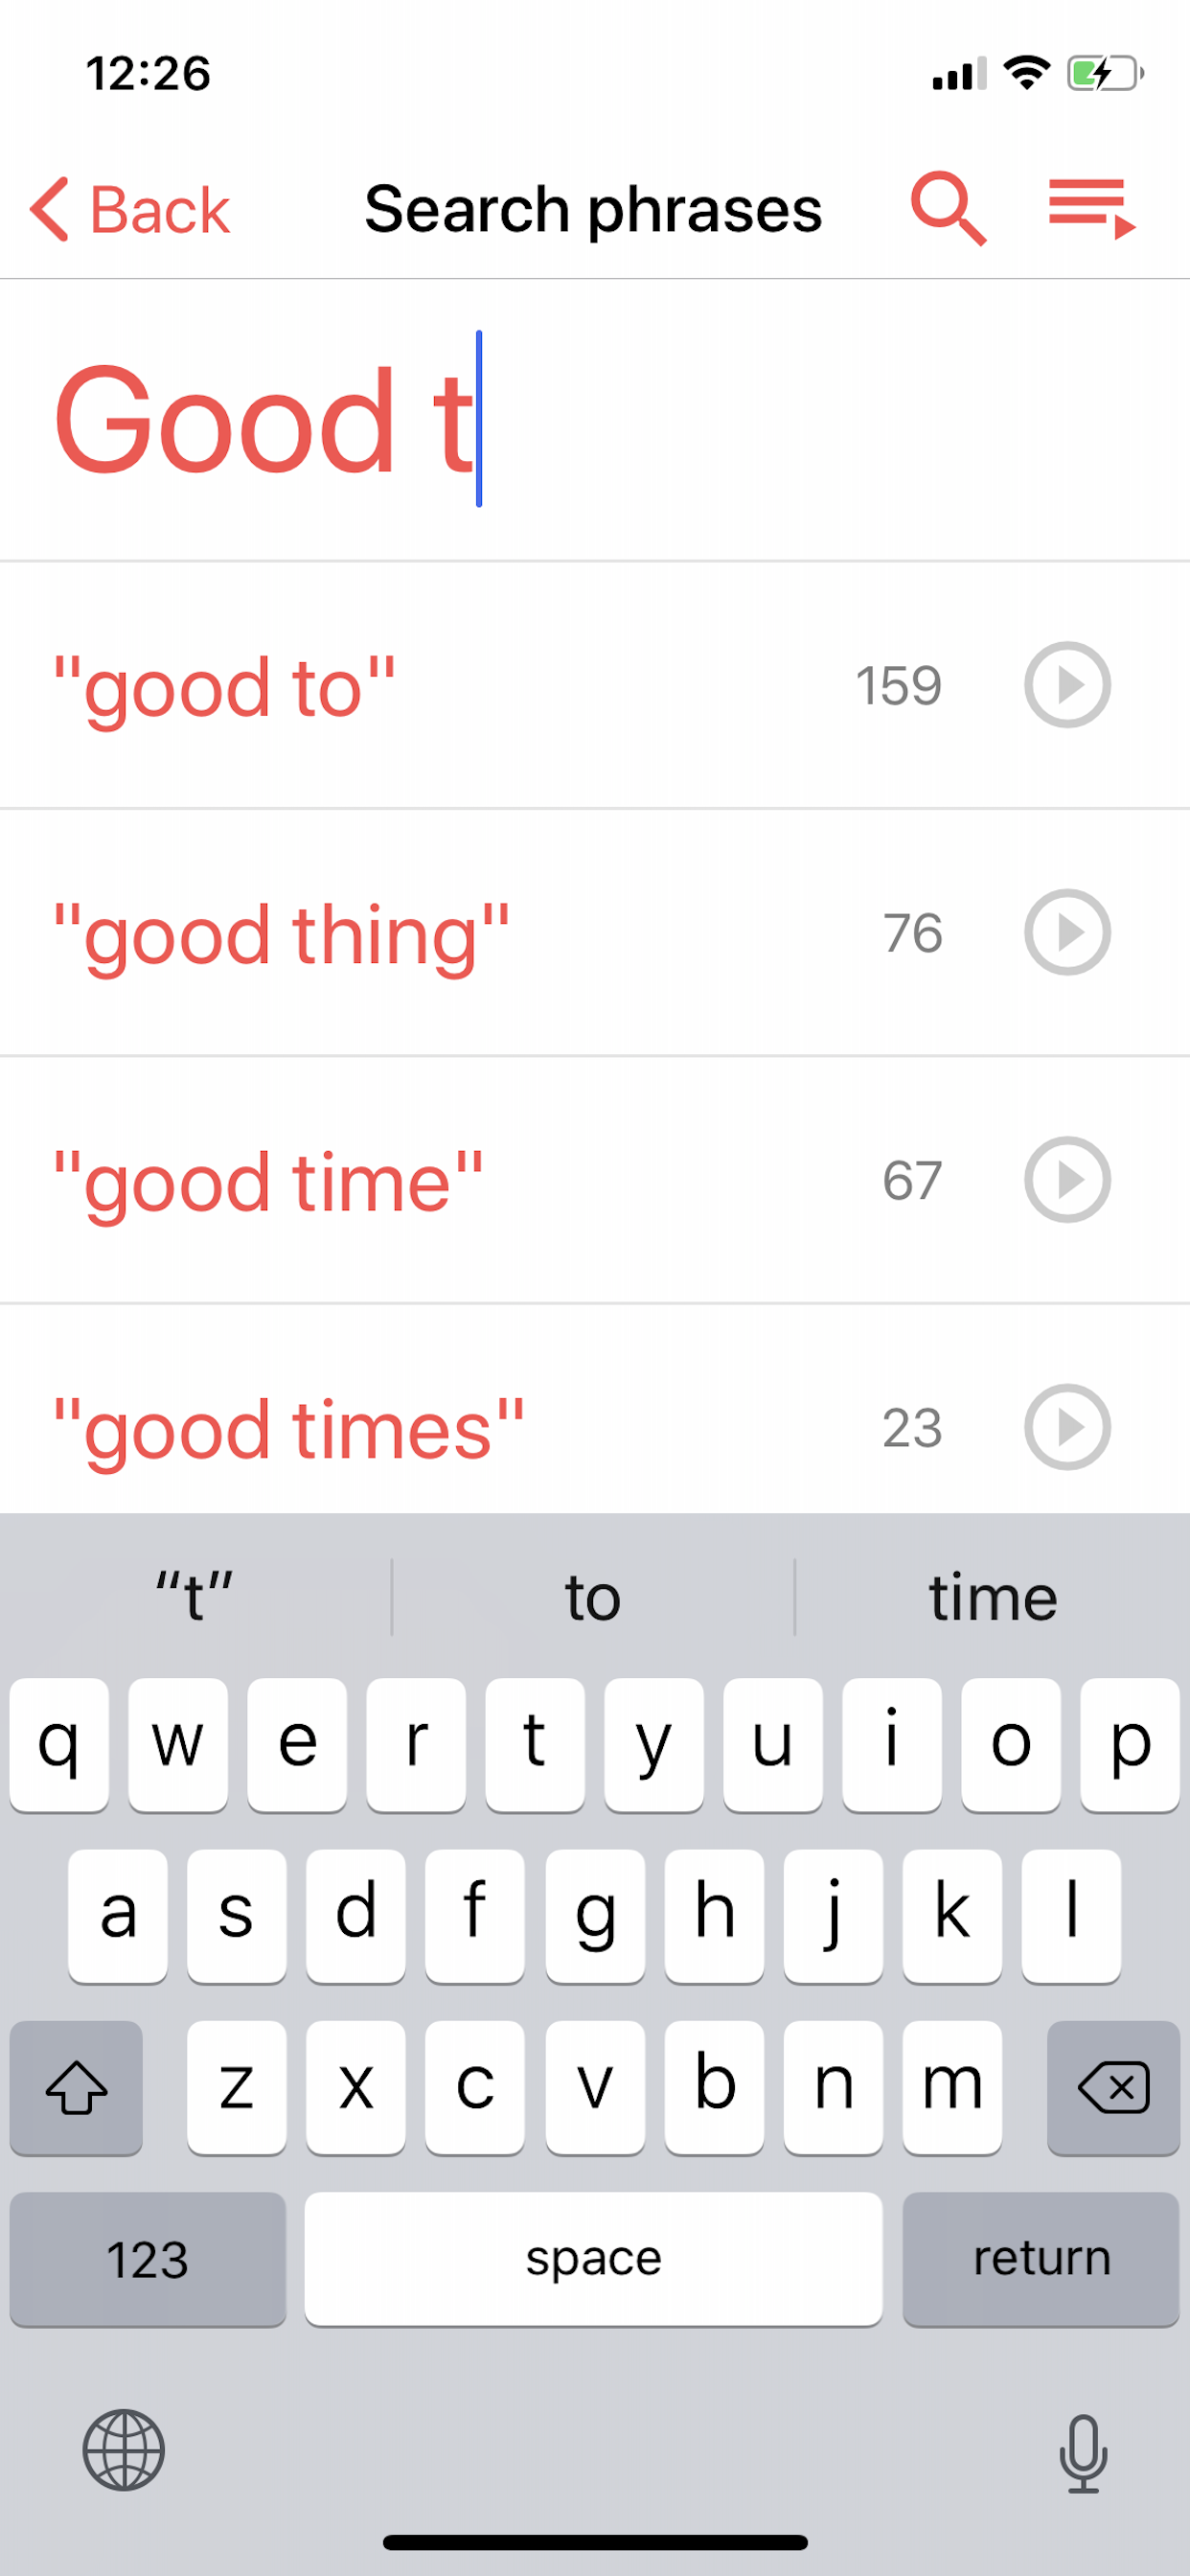 12:26
Back Search phrases
Good t
"good to" 159
"good thing" 76
"good time" 67
"good times" 23
“t” to time
q w e r t y u i o p
a s d f g h j k l
z x c v b n m
123 space return